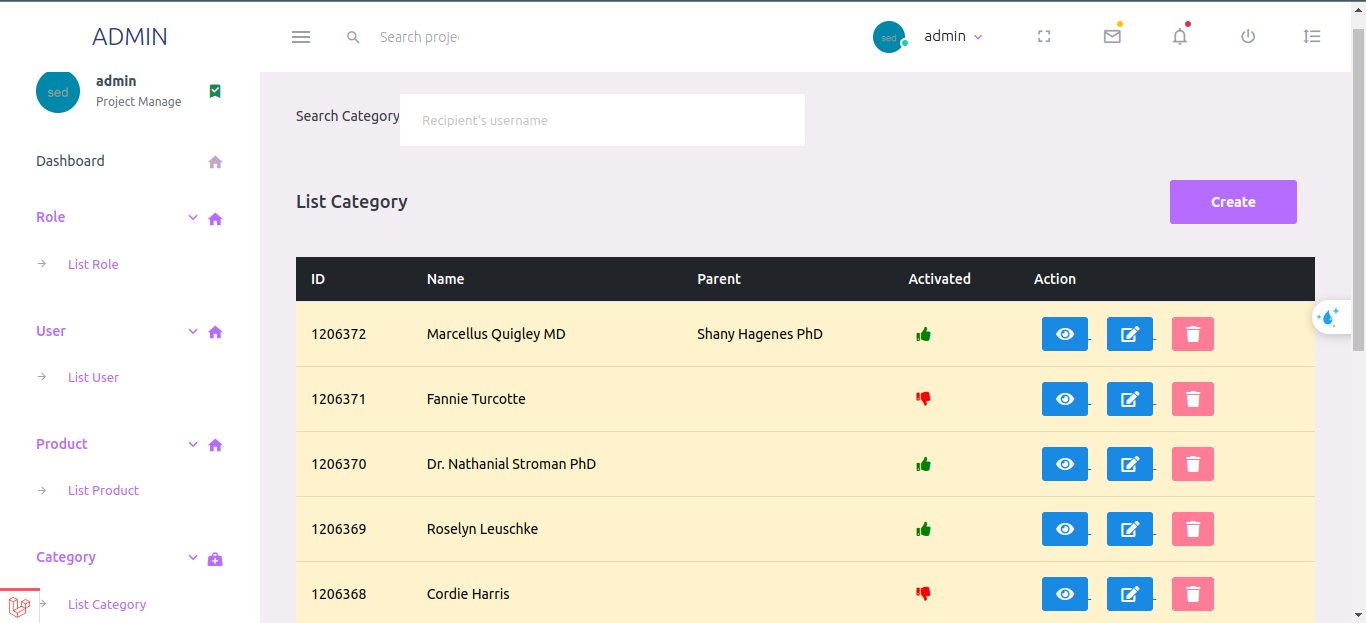 ADMIN
Search proje
sed
admin
sed
admin
Project Manage
Dashboard
Role
List Role
User
List User
Product
List Product
Category
List Category
Search Category
Recipient's username
List Category
Create
ID Name Parent Activated Action
1206372 Marcellus Quigley MD Shany Hagenes PhD
1206371 Fannie Turcotte
1206370 Dr. Nathanial Stroman PhD
1206369 Roselyn Leuschke
1206368 Cordie Harris